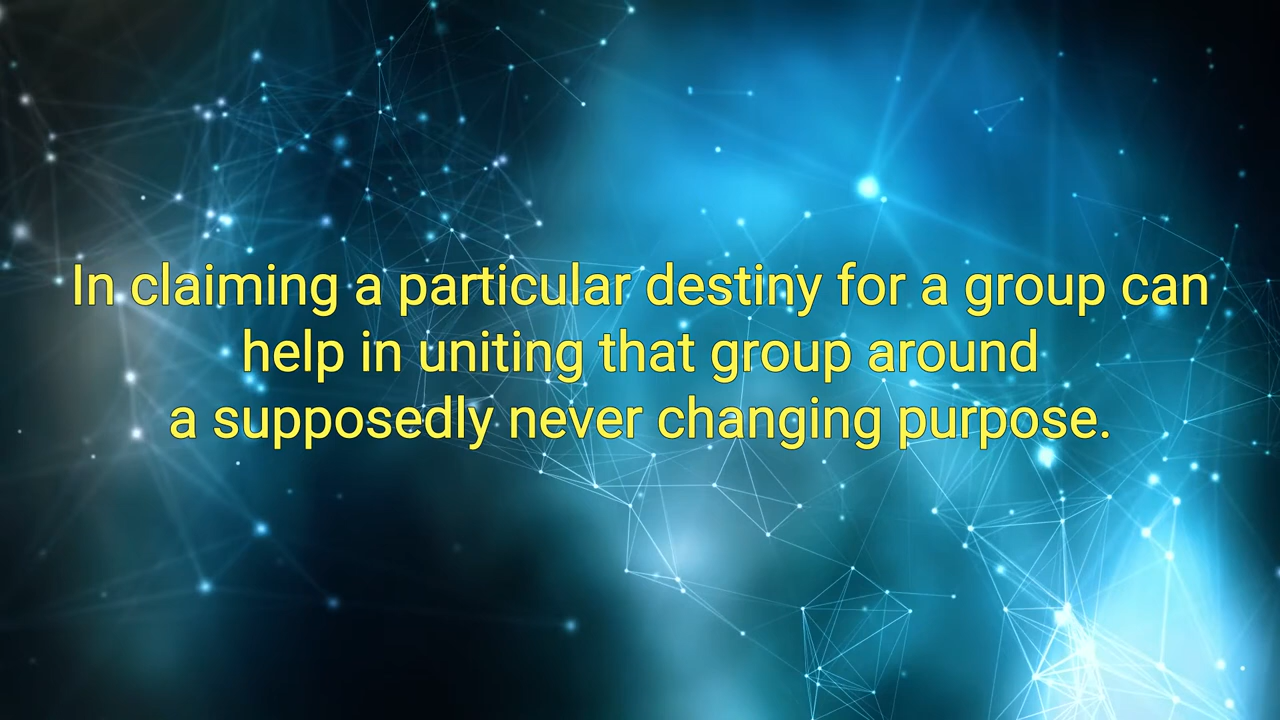 In claiming a particular destiny for a group can
help in uniting that group around
a supposedly never changing purpose.